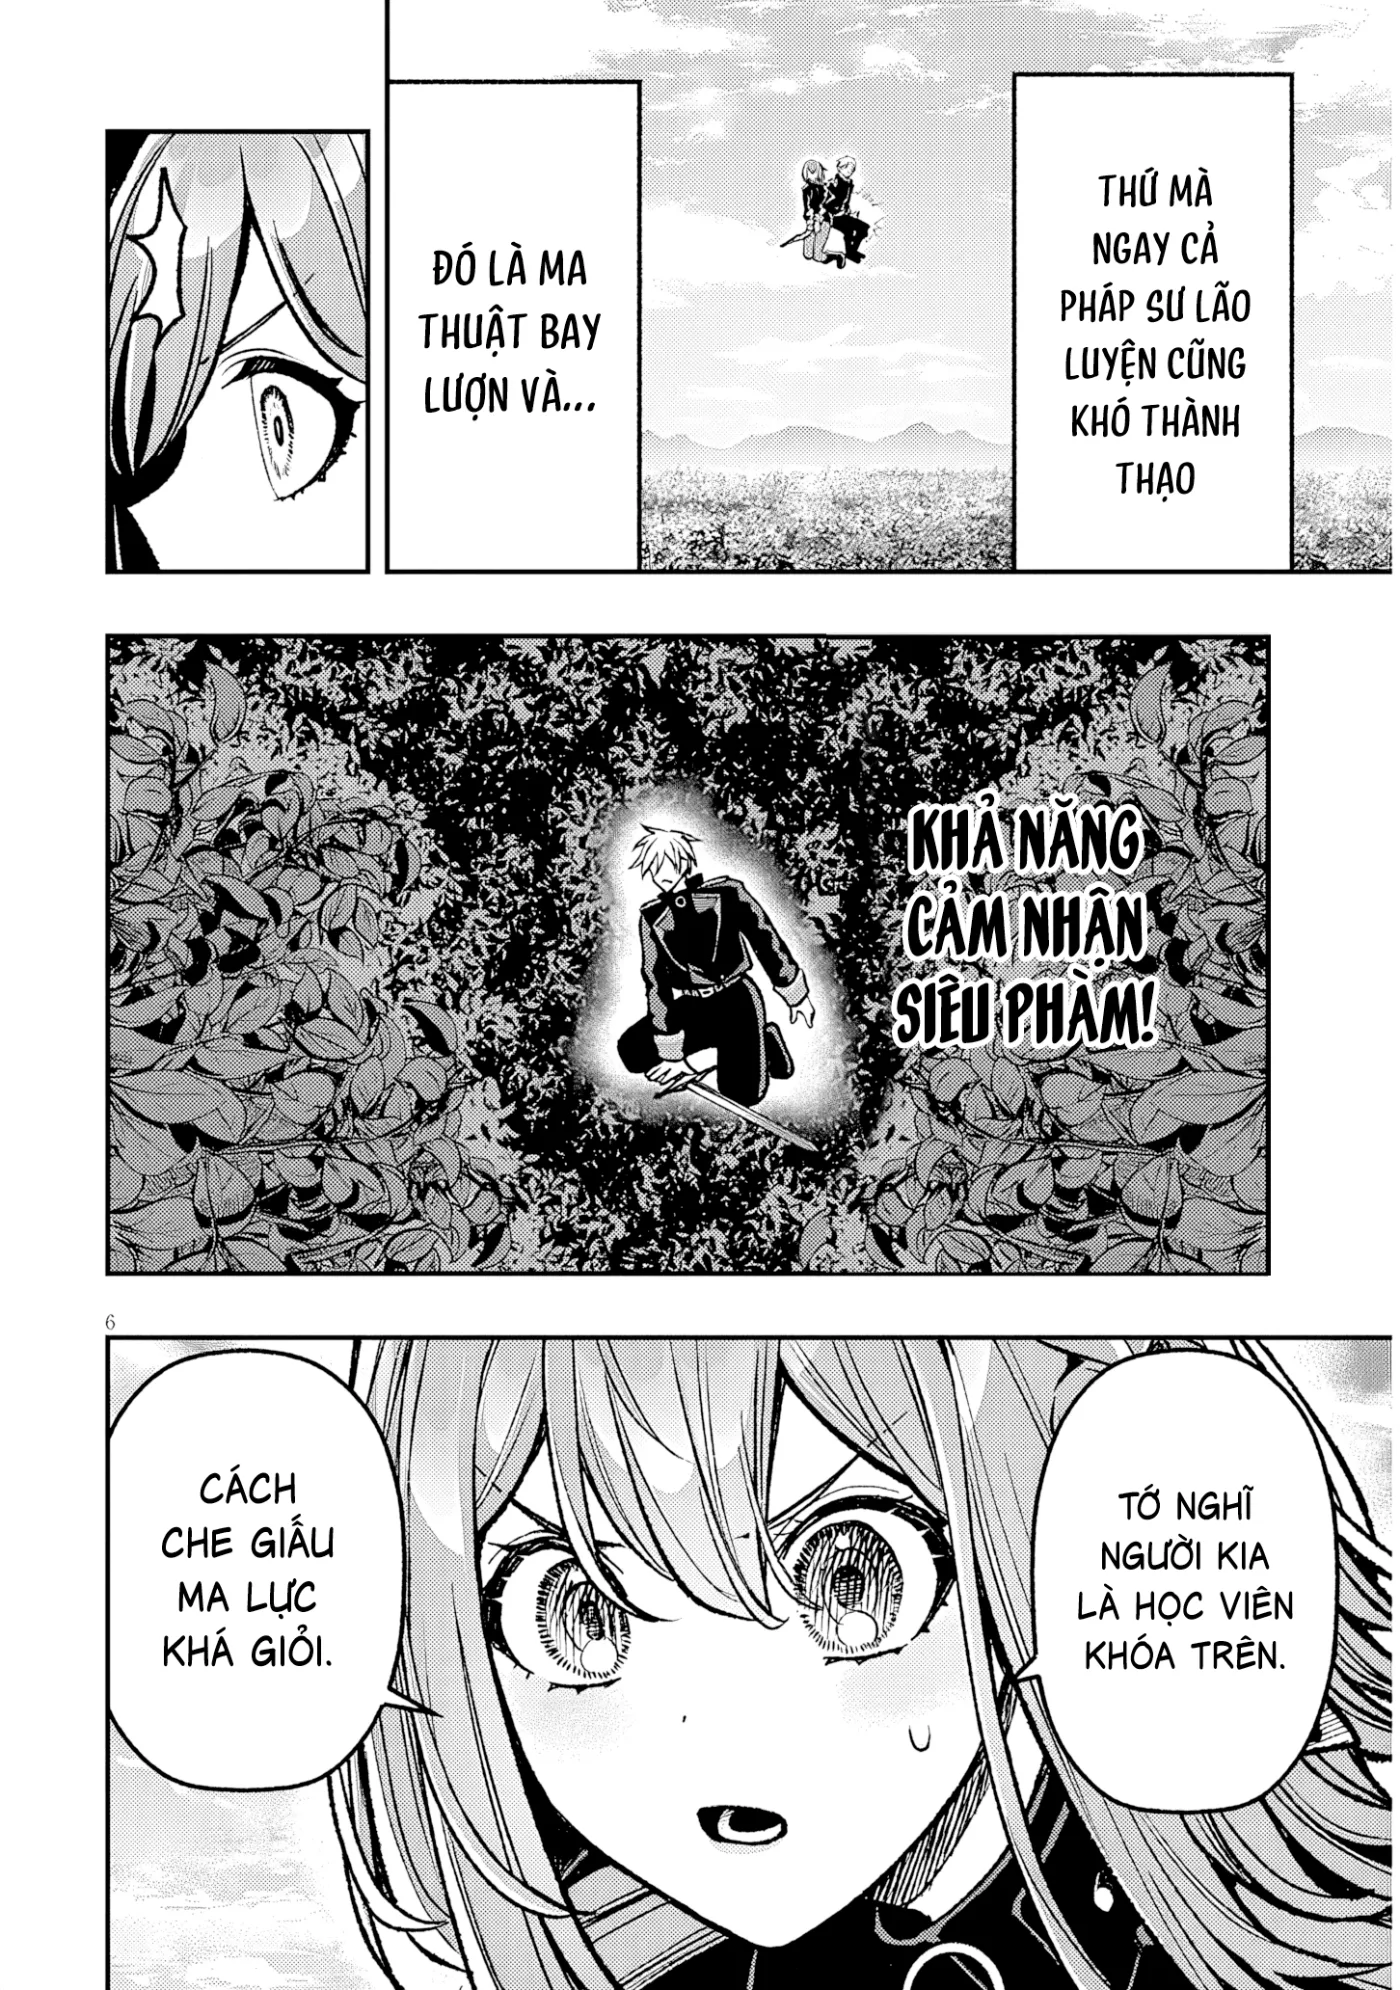 THỨ MÀ
NGAY CẢ
PHÁP SƯ LÃO
LUYỆN CŨNG
KHÓ THÀNH
THẠO
ĐÓ LÀ MA
THUẬT BAY
LƯỢN VÀ...
KHẢ NĂNG
CẢM NHẬN
SIÊU PHÀM!
6
TỚ NGHĨ
NGƯỜI KIA
LÀ HỌC VIÊN
KHÓA TRÊN.
CÁCH
CHE GIẤU
MA LỰC
KHÁ GIỎI.